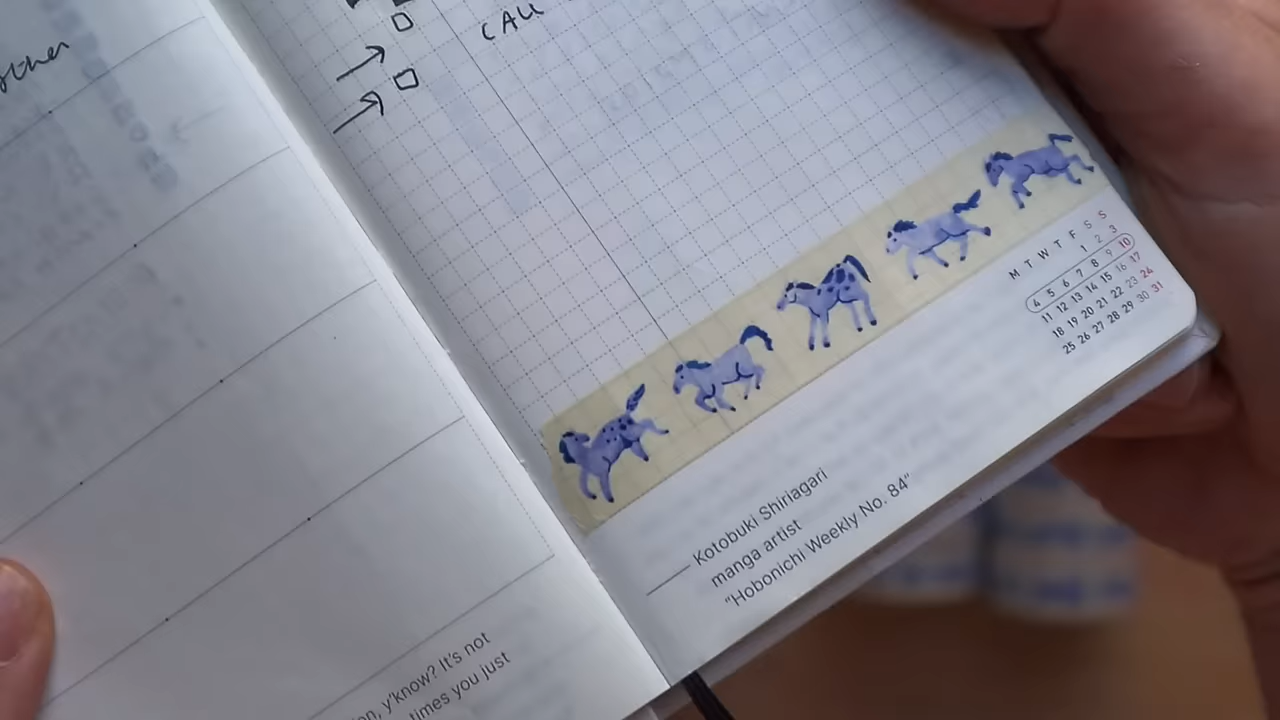 CALL
M T W T F S S
1 2 3
4 5 6 7 8 9 10
11 12 13 14 15 16 17
18 19 20 21 22 23 24
25 26 27 28 29 30 31
Kotobuki Shiriagari
manga artist
"Hobonichi Weekly No. 84"
y'know? It's not
times you just